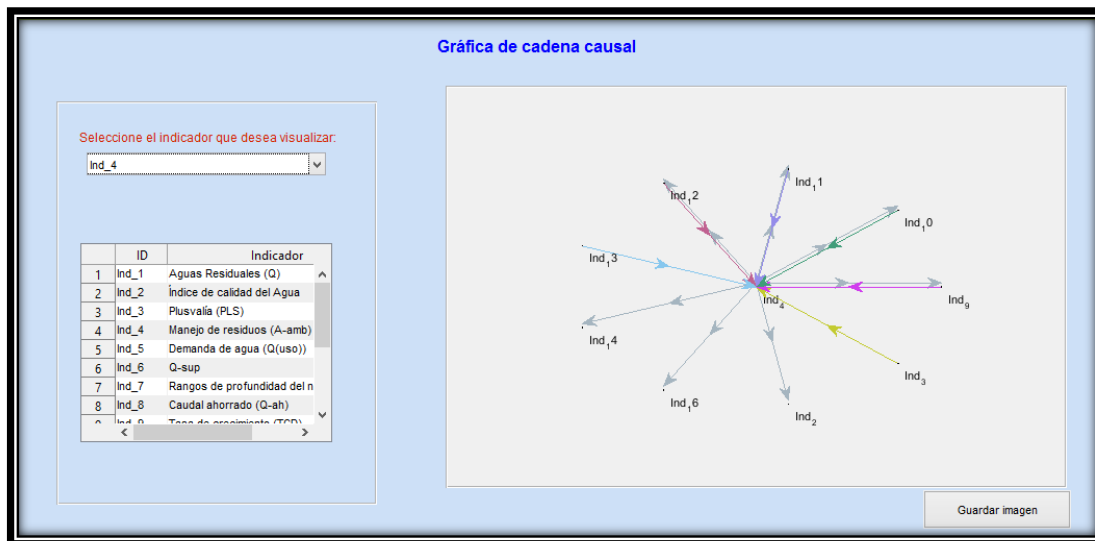 Gráfica de cadena causal
Seleccione el indicador que desea visualizar:
Ind_4
ID Indicador
1 Ind_1 Aguas Residuales (Q)
2 Ind_2 Índice de calidad del Agua
3 Ind_3 Plusvalía (PLS)
4 Ind_4 Manejo de residuos (A-amb)
5 Ind_5 Demanda de agua (Q(uso))
6 Ind_6 Q-sup
7 Ind_7 Rangos de profundidad del n
8 Ind_8 Caudal ahorrado (Q-ah)
Ind_12
Ind_11
Ind_10
Ind_13
Ind_4
Ind_9
Ind_14
Ind_3
Ind_16
Ind_2
Guardar imagen